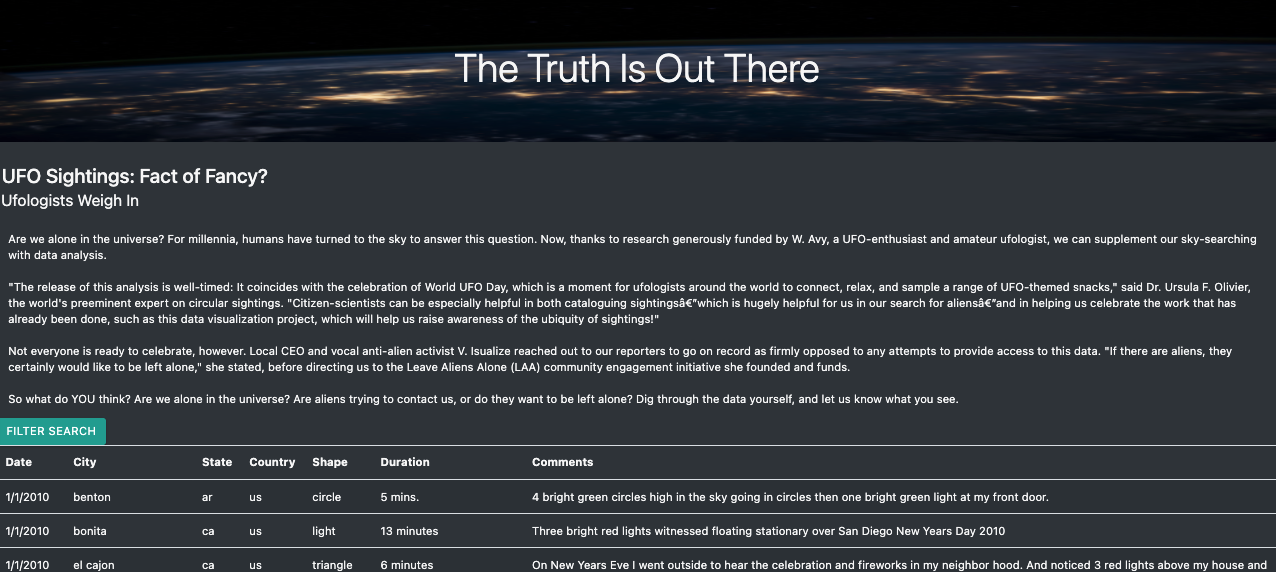 The Truth Is Out There
UFO Sightings: Fact of Fancy?
Ufologists Weigh In
Are we alone in the universe? For millennia, humans have turned to the sky to answer this question. Now, thanks to research generously funded by W. Avy, a UFO-enthusiast and amateur ufologist, we can supplement our sky-searching
with data analysis.
"The release of this analysis is well-timed: It coincides with the celebration of World UFO Day, which is a moment for ufologists around the world to connect, relax, and sample a range of UFO-themed snacks," said Dr. Ursula F. Olivier,
the world's preeminent expert on circular sightings. "Citizen-scientists can be especially helpful in both cataloguing sightingsâ€"which is hugely helpful for us in our search for aliensâ€"and in helping us celebrate the work that has
already been done, such as this data visualization project, which will help us raise awareness of the ubiquity of sightings!"
Not everyone is ready to celebrate, however. Local CEO and vocal anti-alien activist V. Isualize reached out to our reporters to go on record as firmly opposed to any attempts to provide access to this data. "If there are aliens, they
certainly would like to be left alone," she stated, before directing us to the Leave Aliens Alone (LAA) community engagement initiative she founded and funds.
So what do YOU think? Are we alone in the universe? Are aliens trying to contact us, or do they want to be left alone? Dig through the data yourself, and let us know what you see.
FILTER SEARCH
Date City State Country Shape Duration Comments
1/1/2010 benton ar us circle 5 mins. 4 bright green circles high in the sky going in circles then one bright green light at my front door.
1/1/2010 bonita ca us light 13 minutes Three bright red lights witnessed floating stationary over San Diego New Years Day 2010
1/1/2010 el cajon ca us triangle 6 minutes On New Years Eve I went outside to hear the celebration and fireworks in my neighbor hood. And noticed 3 red lights above my house and